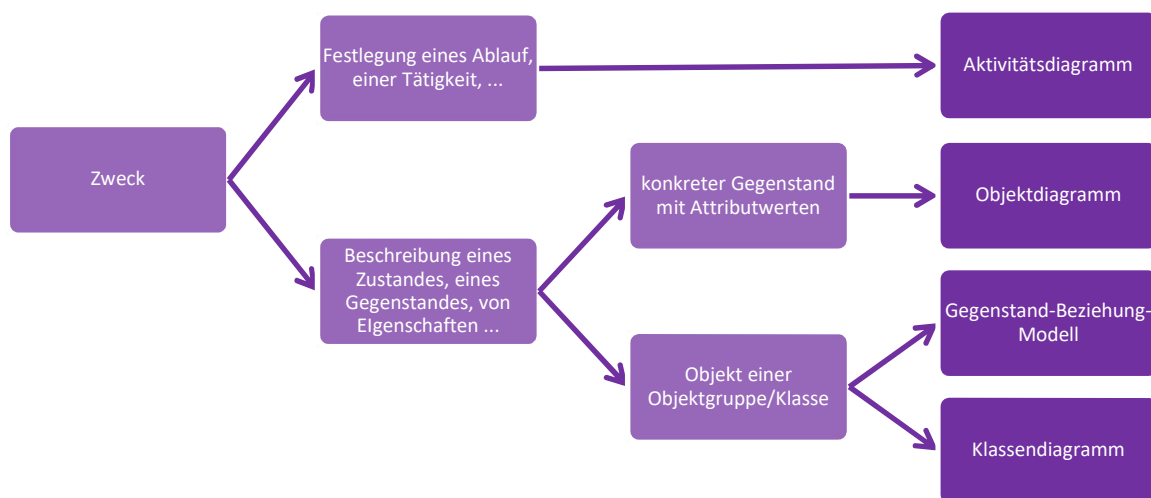 Festlegung eines Ablauf,
einer Tätigkeit, ...
Aktivitätsdiagramm
Zweck
konkreter Gegenstand
mit Attributwerten
Objektdiagramm
Beschreibung eines
Zustandes, eines
Gegenstandes, von
EIgenschaften ...
Gegenstand-Beziehung-
Modell
Objekt einer
Objektgruppe/Klasse
Klassendiagramm